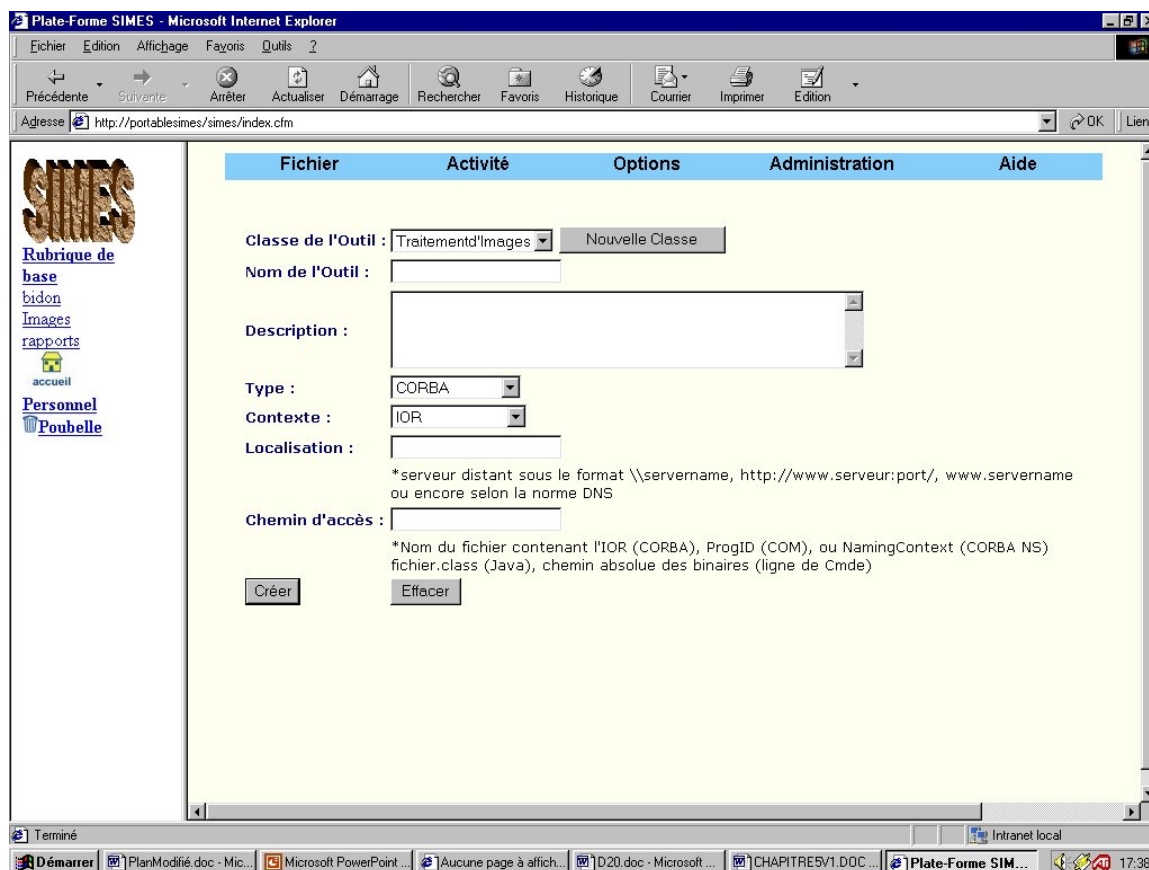 Plate-Forme SIMES - Microsoft Internet Explorer
Fichier Edition Affichage Favoris Outils ?
Précédente Suivante Arrêter Actualiser Démarrage Rechercher Favoris Historique Courrier Imprimer Edition
Adresse http://portablesimes/simes/index.cfm OK Lien
SIMES
Rubrique de
base
bidon
Images
rapports
accueil
Personnel
Poubelle
Fichier Activité Options Administration Aide
Classe de l'Outil : Traitementd'Images Nouvelle Classe
Nom de l'Outil :
Description :
Type : CORBA
Contexte : IOR
Localisation :
*serveur distant sous le format \\servername, http://www.serveur:port/, www.servername
ou encore selon la norme DNS
Chemin d'accès :
*Nom du fichier contenant l'IOR (CORBA), ProgID (COM), ou NamingContext (CORBA NS)
fichier.class (Java), chemin absolue des binaires (ligne de Cmde)
Créer Effacer
Terminé Intranet local
Démarrer PlanModifié.doc - Mic... Microsoft PowerPoint ... Aucune page à affich... D20.doc - Microsoft ... CHAPITRE5V1.DOC ... Plate-Forme SIM... 17:38